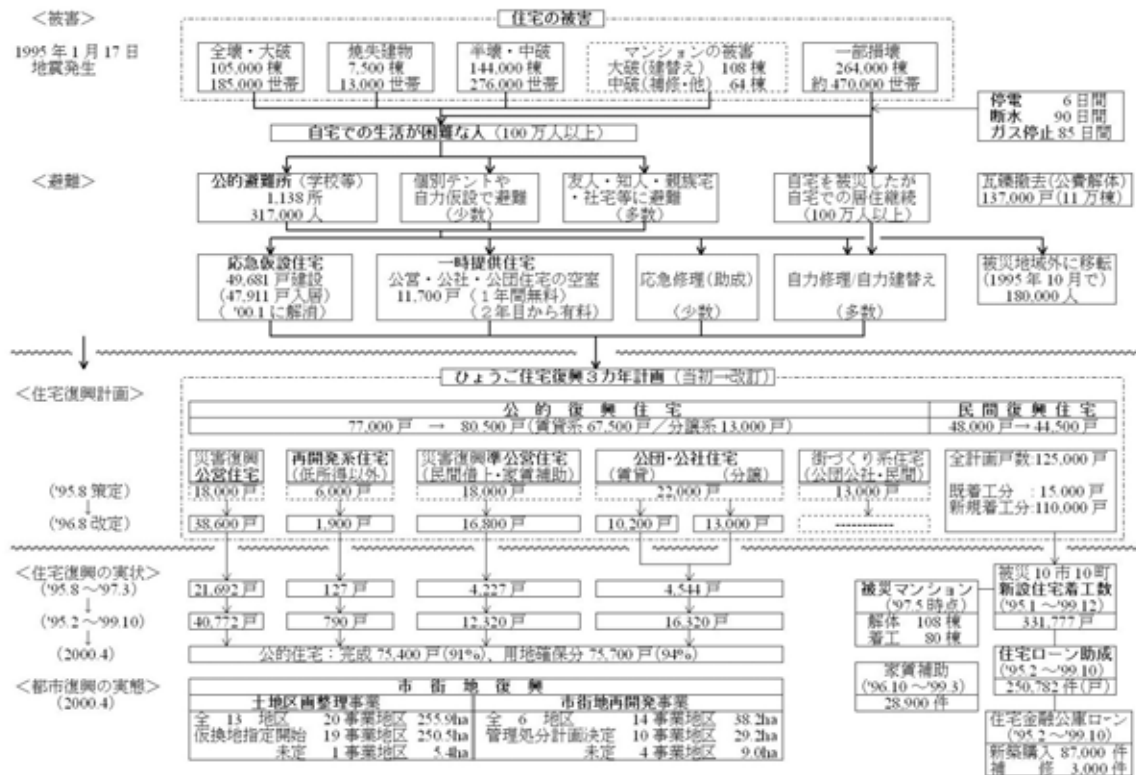 ＜被害＞
住宅の被害
1995年1月17日
地震発生
全壊・大破
105,000棟
185,000世帯
焼失建物
7,500棟
13,000世帯
半壊・中破
144,000棟
276,000世帯
マンションの被害
大破(建替え) 108棟
中破(補修・他) 64棟
一部損壊
264,000棟
約470,000世帯
停電 6日間
断水 90日間
ガス停止85日間
自宅での生活が困難な人(100万人以上)
＜避難＞
公的避難所(学校等)
1,138所
317,000人
個別テントや
自力仮設で避難
(少数)
友人・知人・親族宅
・社宅等に避難
(多数)
自宅を被災したが
自宅での居住継続
(100万人以上)
瓦礫撤去(公費解体)
137,000戸(11万棟)
応急仮設住宅
49,681戸建設
(47,911戸入居)
('00.1に解消)
一時提供住宅
公営・公社・公団住宅の空室
11,700戸(1年間無料)
(2年目から有料)
応急修理(助成)
(少数)
自力修理/自力建替え
(多数)
被災地域外に移転
(1995年10月で)
180,000人
＜住宅復興計画＞
ひょうご住宅復興3カ年計画(当初→改訂)
公的復興住宅
77,000戸 → 80,500戸(賃貸系67,500戸／分譲系13,000戸)
民間復興住宅
48,000戸→44,500戸
災害復興
公営住宅
再開発系住宅
(低所得以外)
災害復興準公営住宅
(民間借上・家賃補助)
公団・公社住宅
(賃貸) (分譲)
街づくり系住宅
(公団公社・民間)
全計画戸数:125,000戸
既着工分 : 15,000戸
新規着工分:110,000戸
('95.8策定)
18,000戸
6,000戸
18,000戸
22,000戸
13,000戸
↓
('96.8改定)
38,600戸
1,900戸
16,800戸
10,200戸
13,000戸
----------
＜住宅復興の実状＞
('95.8～'97.3)
21,692戸
127戸
4,227戸
4,544戸
↓
('95.2～'99.10)
40,772戸
790戸
12,320戸
16,320戸
↓
(2000.4)
公的住宅：完成75,400戸(91%)、用地確保分75,700戸(94%)
被災マンション
('97.5時点)
解体 108棟
着工 80棟
被災10市10町
新設住宅着工数
('95.1～'99.12)
331,777戸
家賃補助
('96.10～'99.3)
28,900件
住宅ローン助成
('95.2～'99.10)
250,782件(戸)
住宅金融公庫ローン
('95.2～'99.10)
新築購入 87,000件
補 修 3,000件
＜都市復興の実態＞
(2000.4)
市街地復興
土地区画整理事業
全 13 地区 20事業地区 255.9ha
仮換地指定開始 19事業地区 250.5ha
未定 1事業地区 5.4ha
市街地再開発事業
全 6 地区 14事業地区 38.2ha
管理処分計画決定 10事業地区 29.2ha
未定 4事業地区 9.0ha